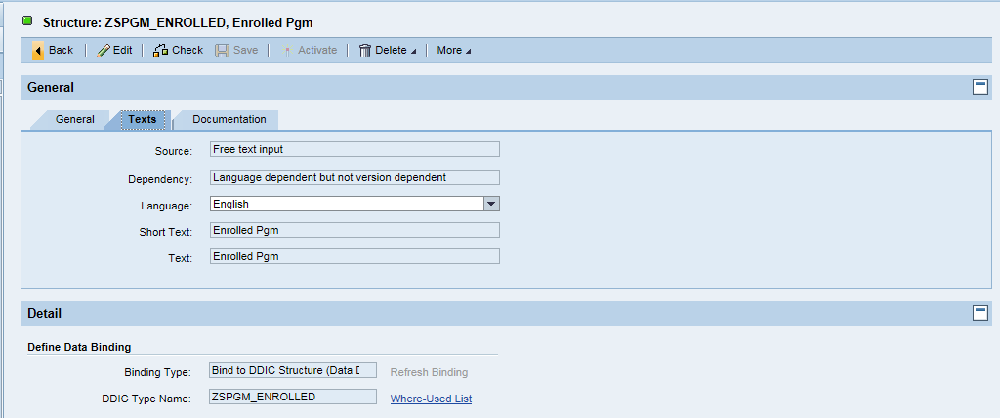 Structure: ZSPGM_ENROLLED, Enrolled Pgm
Back Edit Check Save Activate Delete More
General
General Texts Documentation
Source: Free text input
Dependency: Language dependent but not version dependent
Language: English
Short Text: Enrolled Pgm
Text: Enrolled Pgm
Detail
Define Data Binding
Binding Type: Bind to DDIC Structure (Data Refresh Binding
DDIC Type Name: ZSPGM_ENROLLED Where-Used List